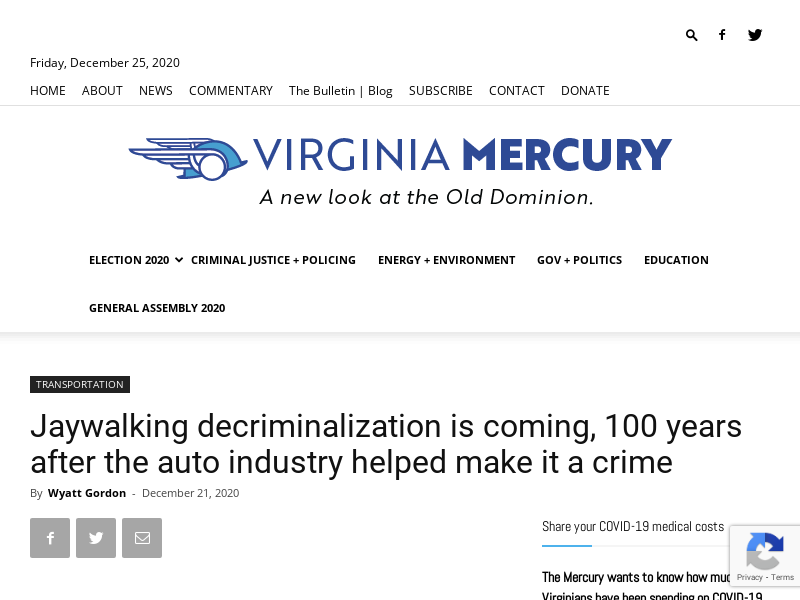 Friday, December 25, 2020
HOME ABOUT NEWS COMMENTARY The Bulletin | Blog SUBSCRIBE CONTACT DONATE
VIRGINIA MERCURY
A new look at the Old Dominion.
ELECTION 2020 CRIMINAL JUSTICE + POLICING ENERGY + ENVIRONMENT GOV + POLITICS EDUCATION
GENERAL ASSEMBLY 2020
TRANSPORTATION
Jaywalking decriminalization is coming, 100 years
after the auto industry helped make it a crime
By Wyatt Gordon - December 21, 2020
Share your COVID-19 medical costs
The Mercury wants to know how
Virginians have been spending on COVID-19
Privacy - Terms